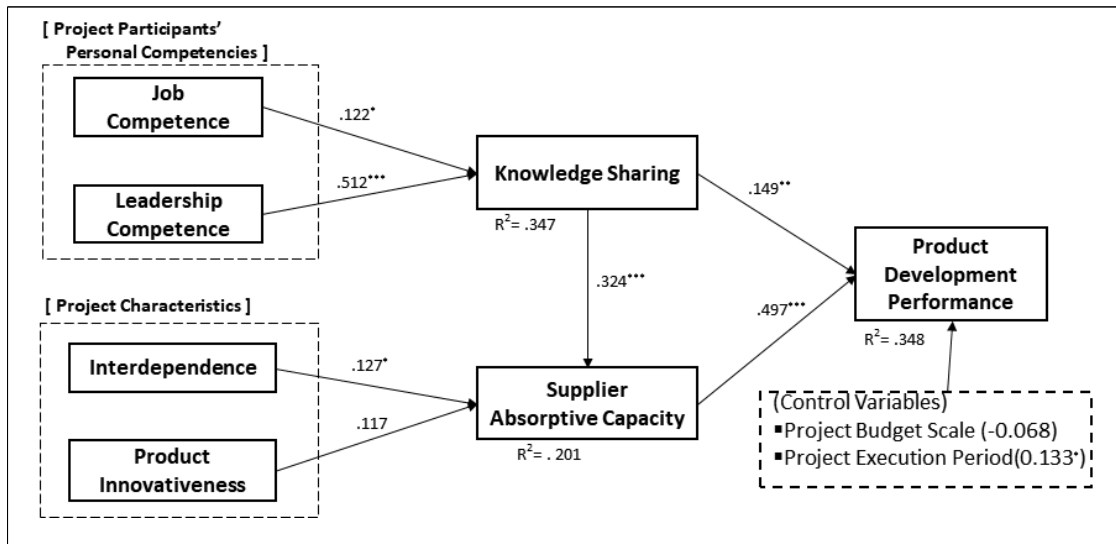 [ Project Participants'
Personal Competencies ]
Job
Competence
.122*
Leadership
Competence
.512***
Knowledge Sharing
R²= .347
.149**
.324***
Product
Development
Performance
R²= .348
[ Project Characteristics ]
Interdependence
.127*
Product
Innovativeness
.117
Supplier
Absorptive Capacity
R²= . 201
.497***
(Control Variables)
▪Project Budget Scale (-0.068)
▪Project Execution Period(0.133*)